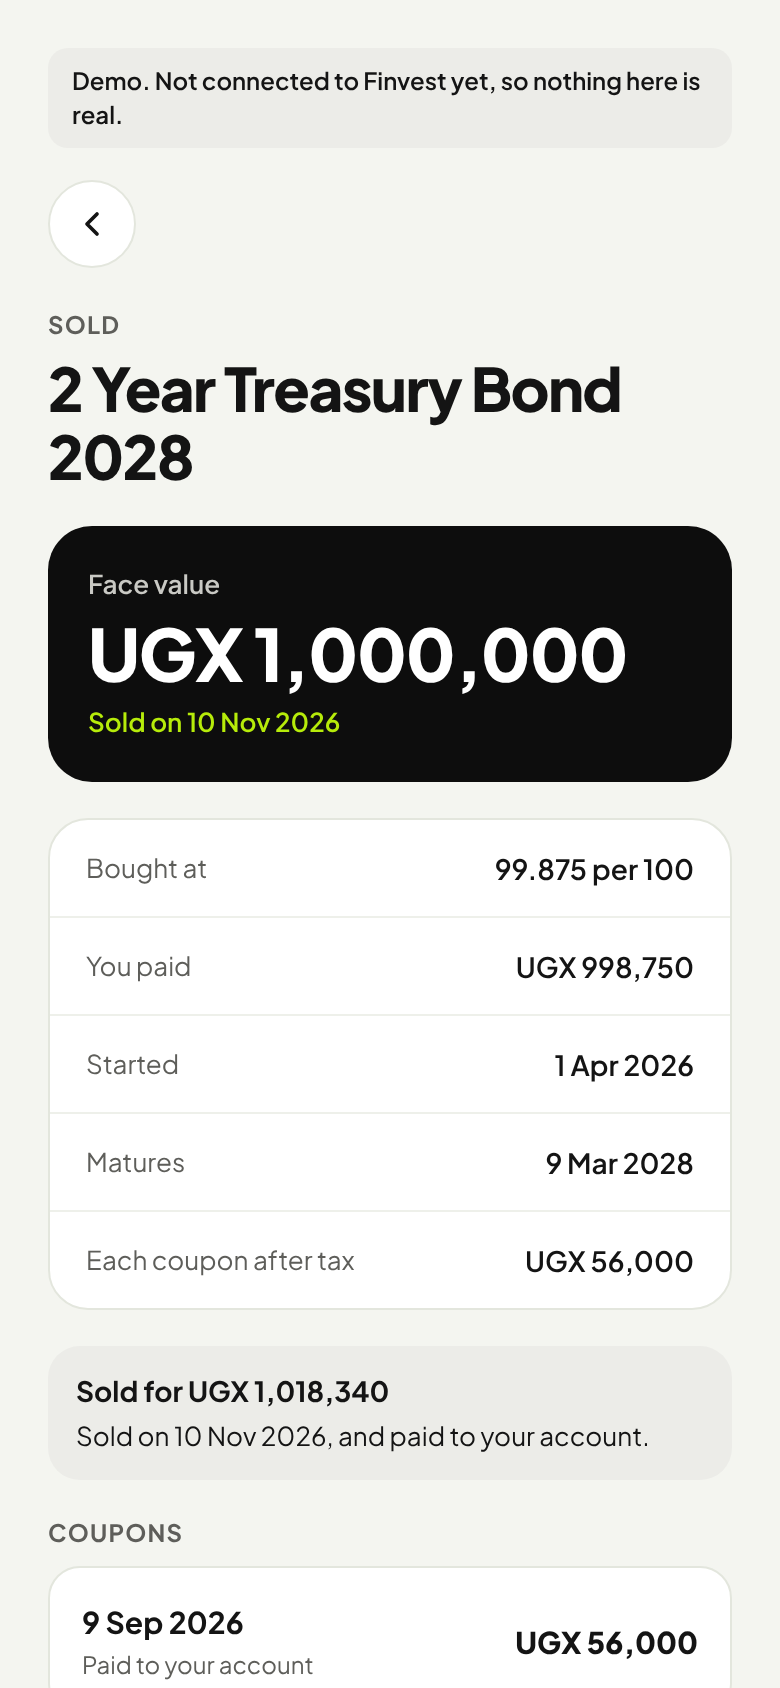 Demo. Not connected to Finvest yet, so nothing here is
real.
SOLD
2 Year Treasury Bond
2028
Face value
UGX 1,000,000
Sold on 10 Nov 2026
Bought at 99.875 per 100
You paid UGX 998,750
Started 1 Apr 2026
Matures 9 Mar 2028
Each coupon after tax UGX 56,000
Sold for UGX 1,018,340
Sold on 10 Nov 2026, and paid to your account.
COUPONS
9 Sep 2026
UGX 56,000
Paid to your account